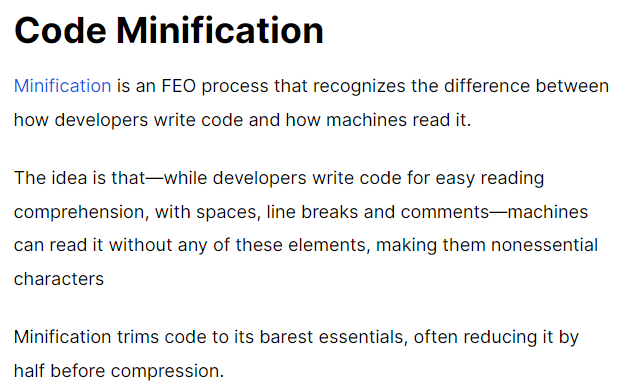 Code Minification
Minification is an FEO process that recognizes the difference between
how developers write code and how machines read it.
The idea is that—while developers write code for easy reading
comprehension, with spaces, line breaks and comments—machines
can read it without any of these elements, making them nonessential
characters
Minification trims code to its barest essentials, often reducing it by
half before compression.